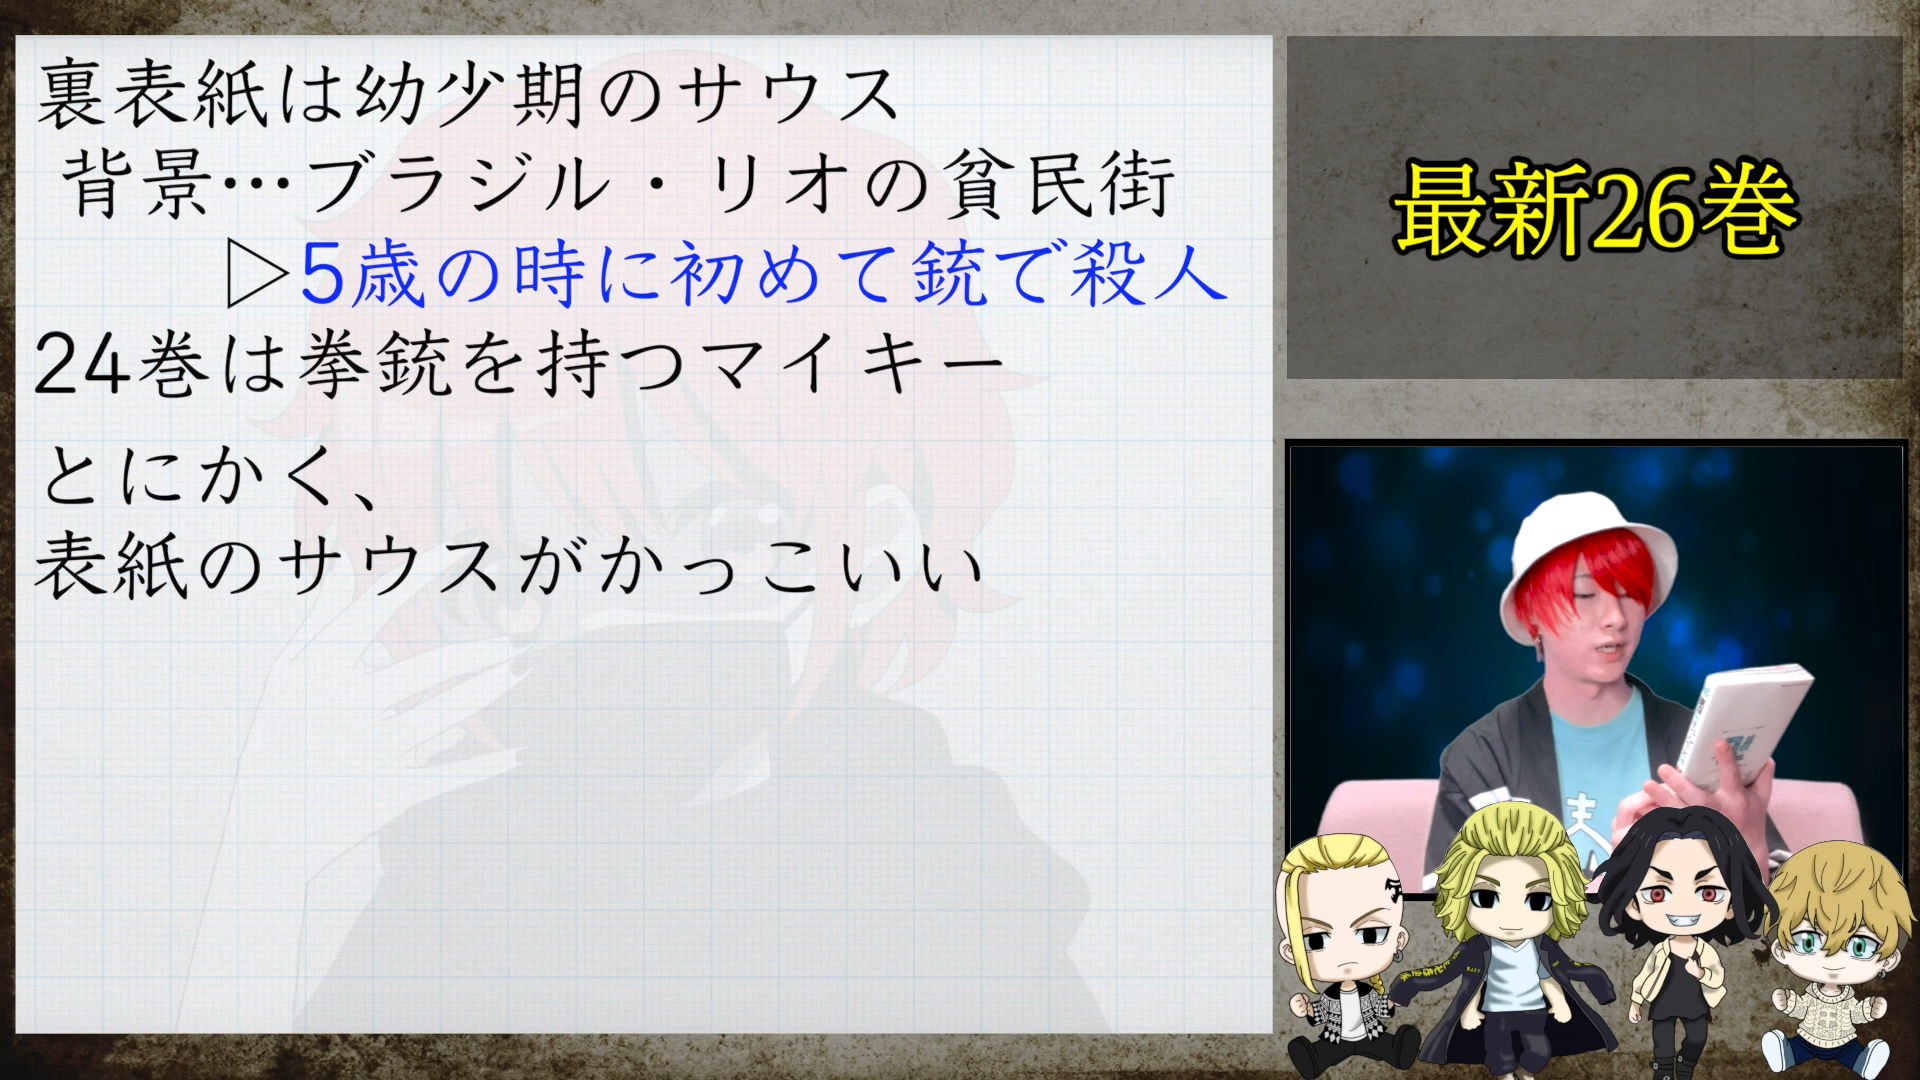 裏表紙は幼少期のサウス
背景…ブラジル・リオの貧民街
▷5歳の時に初めて銃で殺人
24巻は拳銃を持つマイキー
とにかく、
表紙のサウスがかっこいい
最新26巻